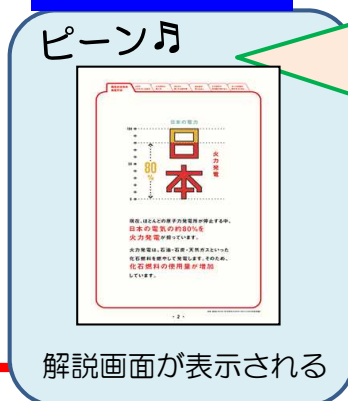 ピーン♬
日本の電力
日本
火力発電
80%
現在、ほとんどの原子力発電所が停止する中、
日本の電気の約80%を
火力発電が担っています。
火力発電は、石油・石炭・天然ガスといった
化石燃料を燃やして発電します。そのため、
化石燃料の使用量が増加
しています。
- 2 -
解説画面が表示される